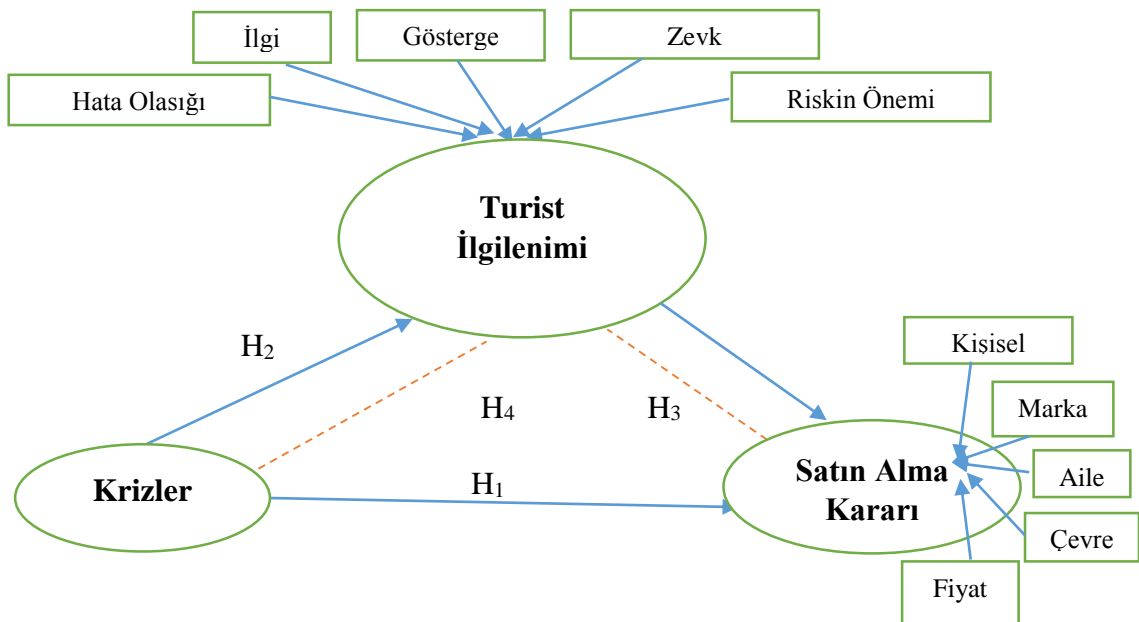 İlgi
Gösterge
Zevk
Hata Olasığı
Riskin Önemi
Turist
İlgilenimi
H2
Kişisel
H4
H3
Marka
Krizler
H1
Satın Alma
Kararı
Aile
Çevre
Fiyat